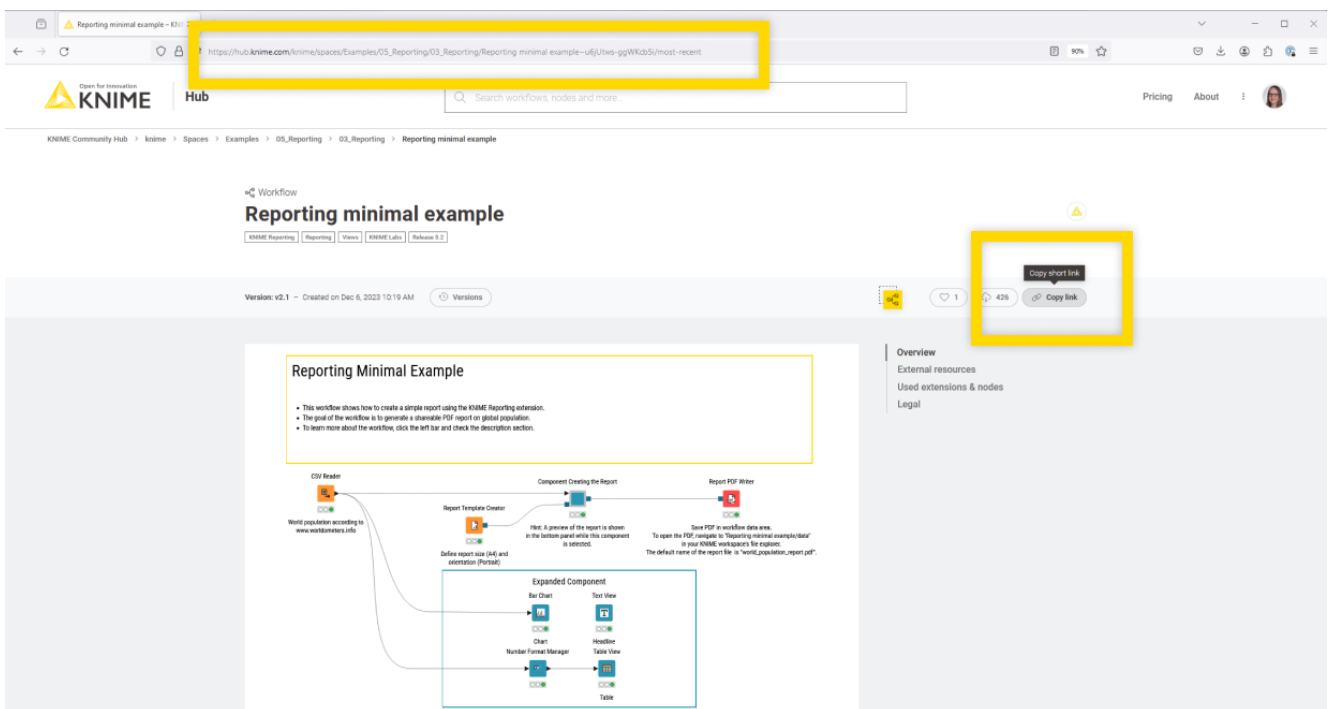 Reporting minimal example – KNI
https://hub.knime.com/knime/spaces/Examples/05_Reporting/03_Reporting/Reporting minimal example~u6jUtws-ggWKcb5i/most-recent
90%
Open for Innovation
KNIME
Hub
Search workflows, nodes and more...
Pricing
About
KNIME Community Hub > knime > Spaces > Examples > 05_Reporting > 03_Reporting > Reporting minimal example
Workflow
Reporting minimal example
KNIME Reporting Reporting Views KNIME Labs Release 5.2
Copy short link
Version: v2.1 – Created on Dec 6, 2023 10:19 AM
Versions
1
426
Copy link
Overview
External resources
Used extensions & nodes
Legal
Reporting Minimal Example
• This workflow shows how to create a simple report using the KNIME Reporting extension.
• The goal of the workflow is to generate a shareable PDF report on global population.
• To learn more about the workflow, click the left bar and check the description section.
CSV Reader
World population according to
www.worldometers.info
Report Template Creator
Define report size (A4) and
orientation (Portrait)
Component Creating the Report
Hint: A preview of the report is shown
in the bottom panel while this component
is selected.
Report PDF Writer
Save PDF in workflow data area.
To open the PDF, navigate to "Reporting minimal example/data"
in your KNIME workspace's file explorer.
The default name of the report file is "world_population_report.pdf".
Expanded Component
Bar Chart
Chart
Text View
Headline
Number Format Manager
Table View
Table